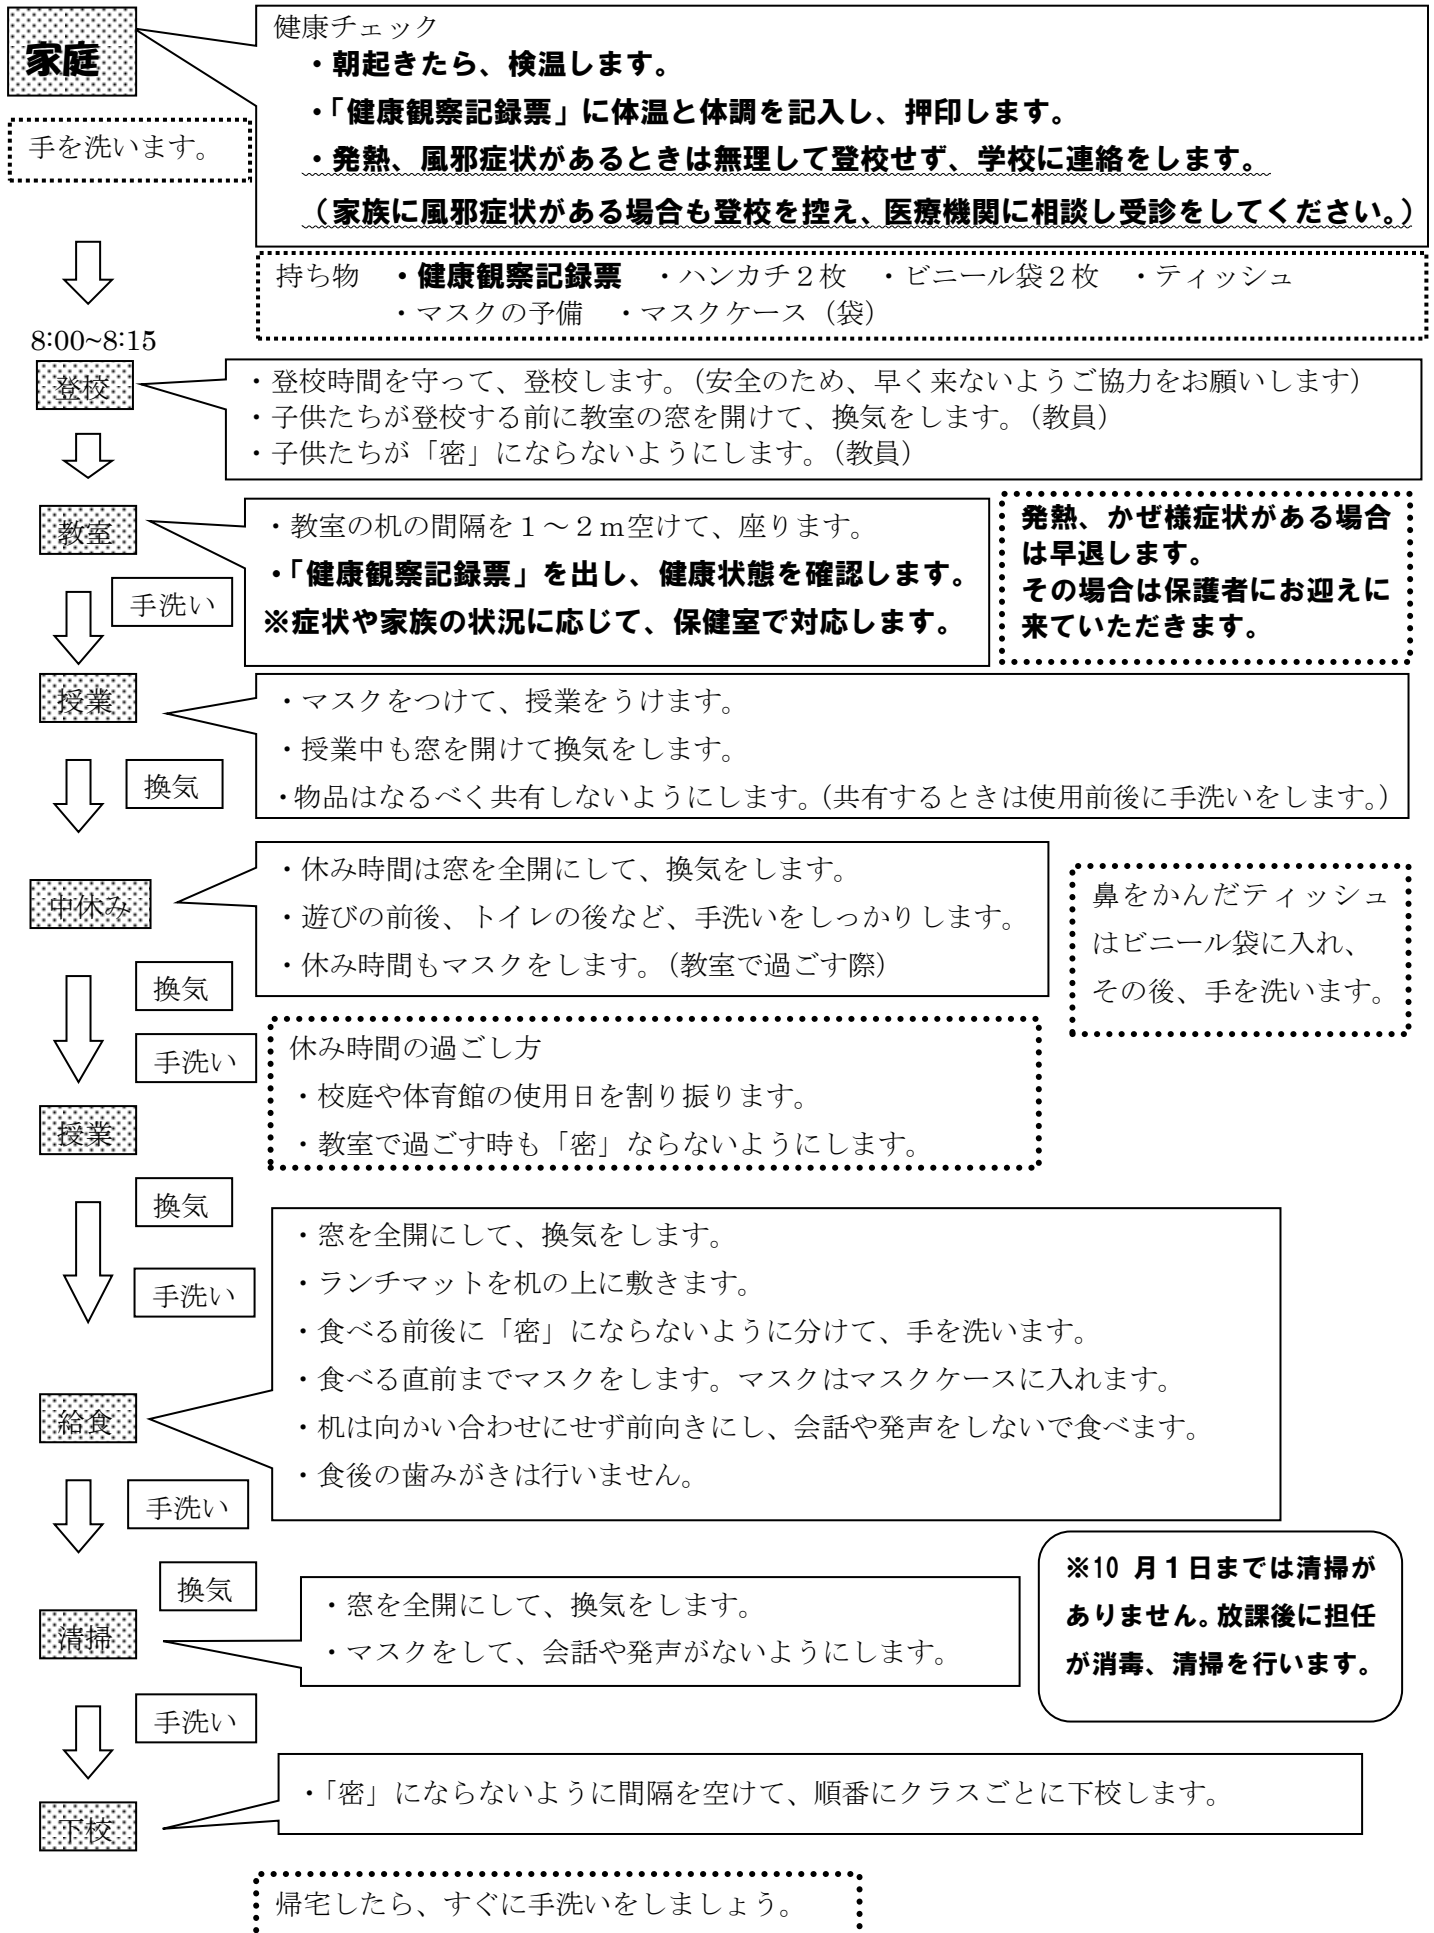 家庭
健康チェック
・朝起きたら、検温します。
・「健康観察記録票」に体温と体調を記入し、押印します。
・発熱、風邪症状があるときは無理して登校せず、学校に連絡をします。
（家族に風邪症状がある場合も登校を控え、医療機関に相談し受診をしてください。）
手を洗います。
持ち物　・健康観察記録票　・ハンカチ２枚　・ビニール袋２枚　・ティッシュ
・マスクの予備　・マスクケース（袋）
8:00~8:15
登校
・登校時間を守って、登校します。（安全のため、早く来ないようご協力をお願いします）
・子供たちが登校する前に教室の窓を開けて、換気をします。（教員）
・子供たちが「密」にならないようにします。（教員）
教室
・教室の机の間隔を１～２ｍ空けて、座ります。
・「健康観察記録票」を出し、健康状態を確認します。
※症状や家族の状況に応じて、保健室で対応します。
発熱、かぜ様症状がある場合
は早退します。
その場合は保護者にお迎えに
来ていただきます。
手洗い
授業
・マスクをつけて、授業をうけます。
・授業中も窓を開けて換気をします。
・物品はなるべく共有しないようにします。（共有するときは使用前後に手洗いをします。）
換気
中休み
・休み時間は窓を全開にして、換気をします。
・遊びの前後、トイレの後など、手洗いをしっかりします。
・休み時間もマスクをします。（教室で過ごす際）
鼻をかんだティッシュ
はビニール袋に入れ、
その後、手を洗います。
換気
手洗い
休み時間の過ごし方
・校庭や体育館の使用日を割り振ります。
・教室で過ごす時も「密」ならないようにします。
授業
換気
手洗い
・窓を全開にして、換気をします。
・ランチマットを机の上に敷きます。
・食べる前後に「密」にならないように分けて、手を洗います。
・食べる直前までマスクをします。マスクはマスクケースに入れます。
・机は向かい合わせにせず前向きにし、会話や発声をしないで食べます。
・食後の歯みがきは行いません。
給食
手洗い
換気
清掃
・窓を全開にして、換気をします。
・マスクをして、会話や発声がないようにします。
※10 月１日までは清掃が
ありません。放課後に担任
が消毒、清掃を行います。
手洗い
下校
・「密」にならないように間隔を空けて、順番にクラスごとに下校します。
帰宅したら、すぐに手洗いをしましょう。